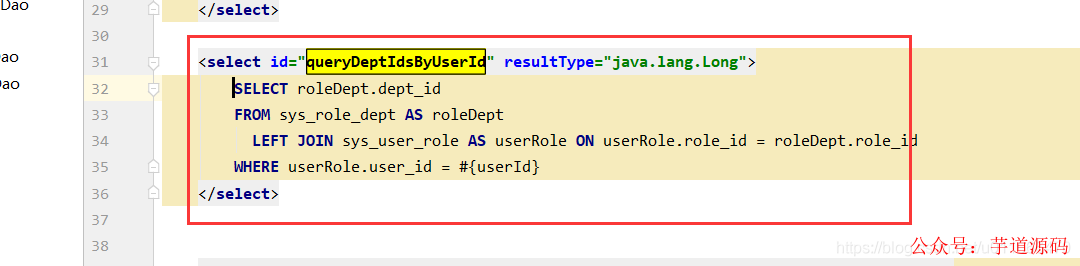 Dao
29 </select>
30
Dao
31 <select id="queryDeptIdsByUserId" resultType="java.lang.Long">
Dao
32 SELECT roleDept.dept_id
33 FROM sys_role_dept AS roleDept
34 LEFT JOIN sys_user_role AS userRole ON userRole.role_id = roleDept.role_id
35 WHERE userRole.user_id = #{userId}
36 </select>
37
38
https://blog
公众号：芋道源码